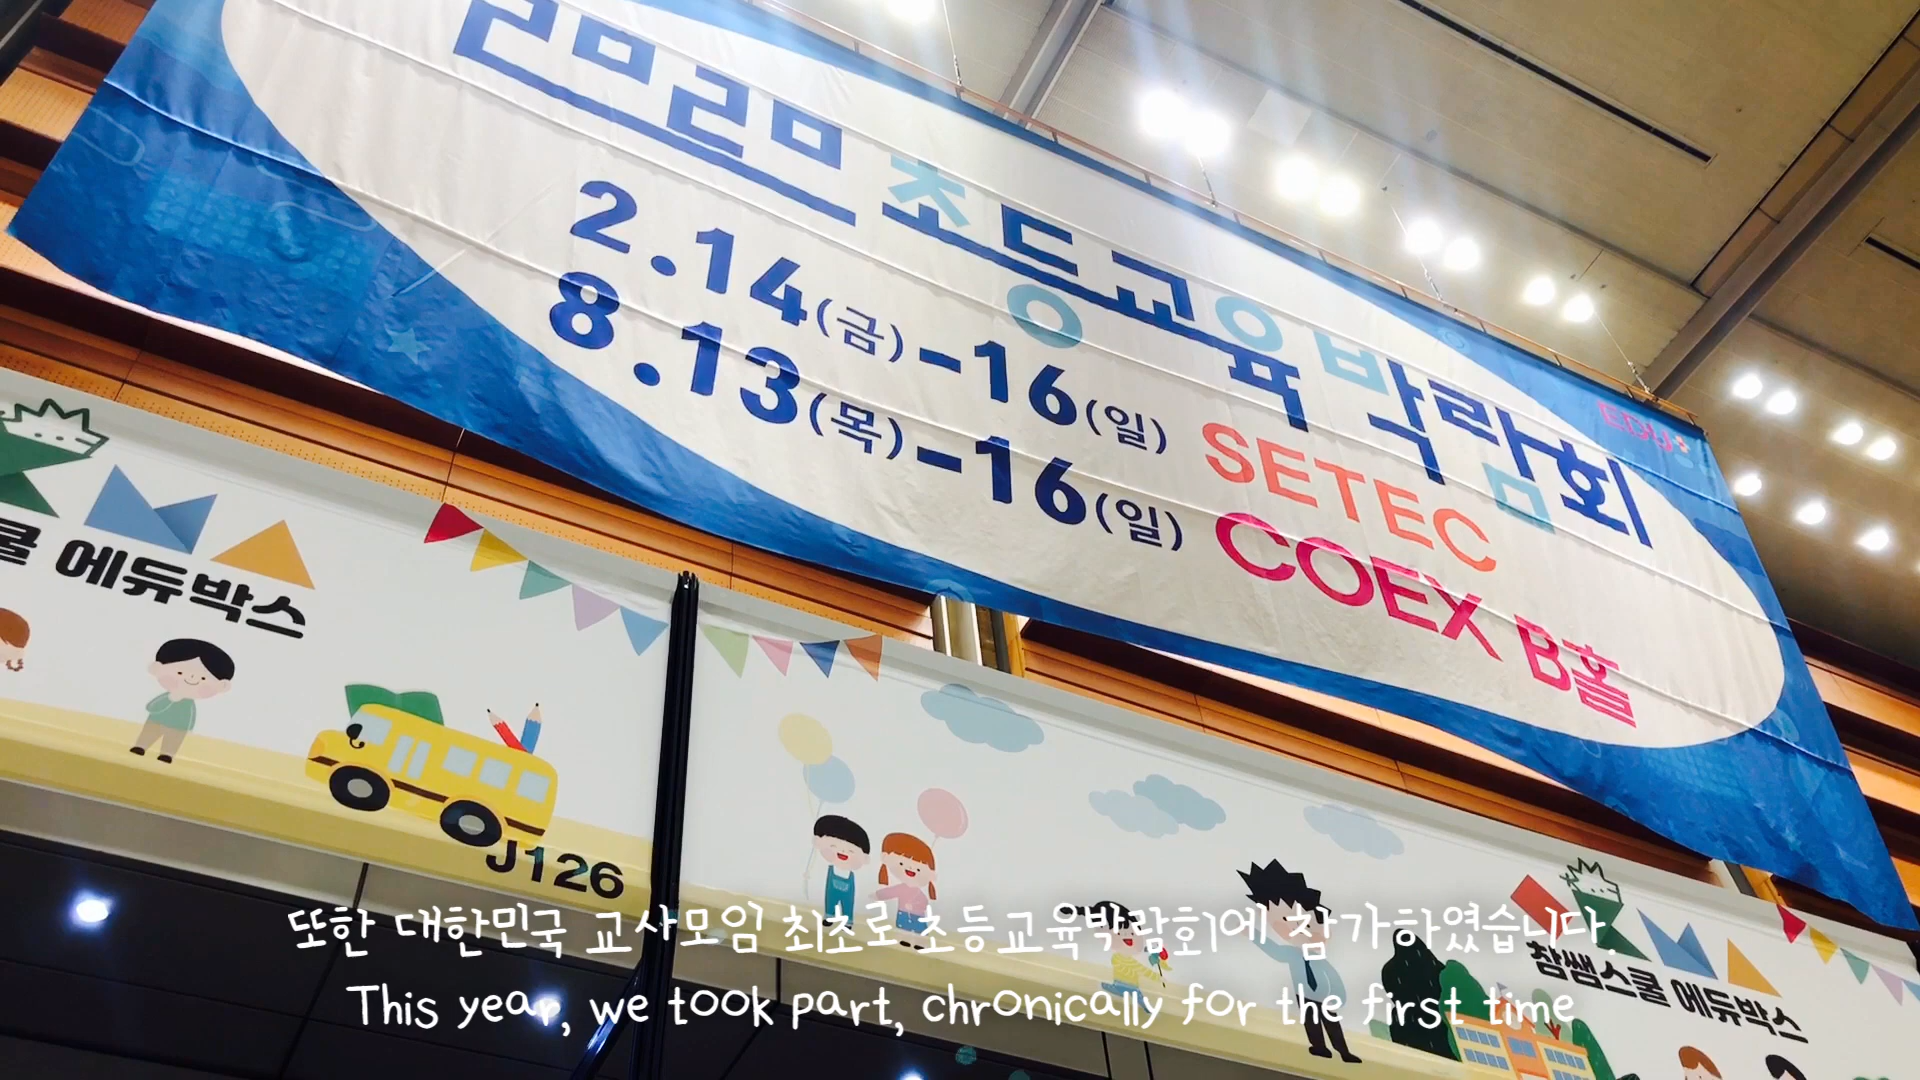 2020 초등교육박람회
2.14(금)-16(일) SETEC
8.13(목)-16(일) COEX B홀
EDU+
쿨 에듀박스
J126
참쌤스쿨 에듀박스
또한 대한민국 교사모임 최초로 초등교육박람회에 참가하였습니다.
This year, we took part, chronically for the first time